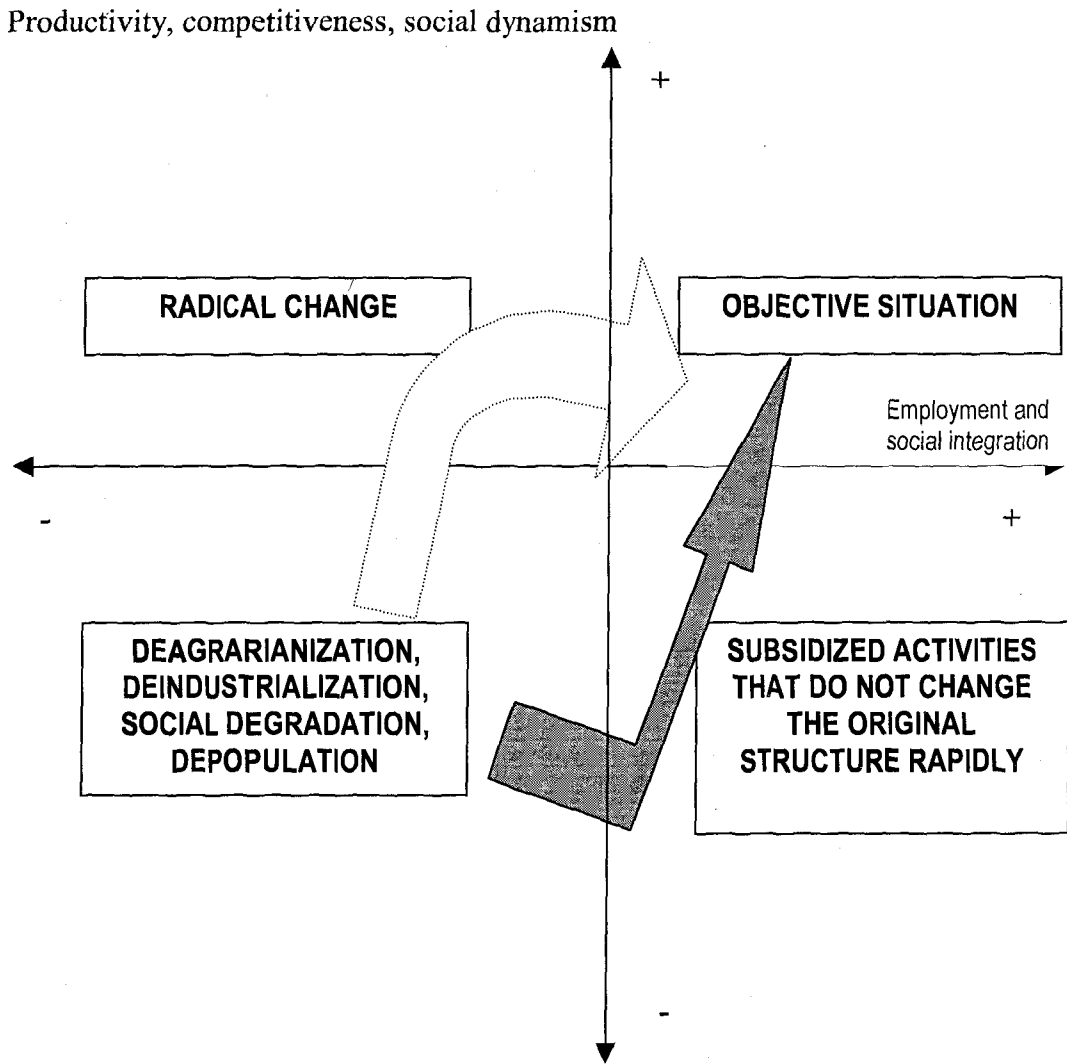 Productivity, competitiveness, social dynamism
+
RADICAL CHANGE
OBJECTIVE SITUATION
Employment and
social integration
-
+
DEAGRARIANIZATION,
DEINDUSTRIALIZATION,
SOCIAL DEGRADATION,
DEPOPULATION
SUBSIDIZED ACTIVITIES
THAT DO NOT CHANGE
THE ORIGINAL
STRUCTURE RAPIDLY
-